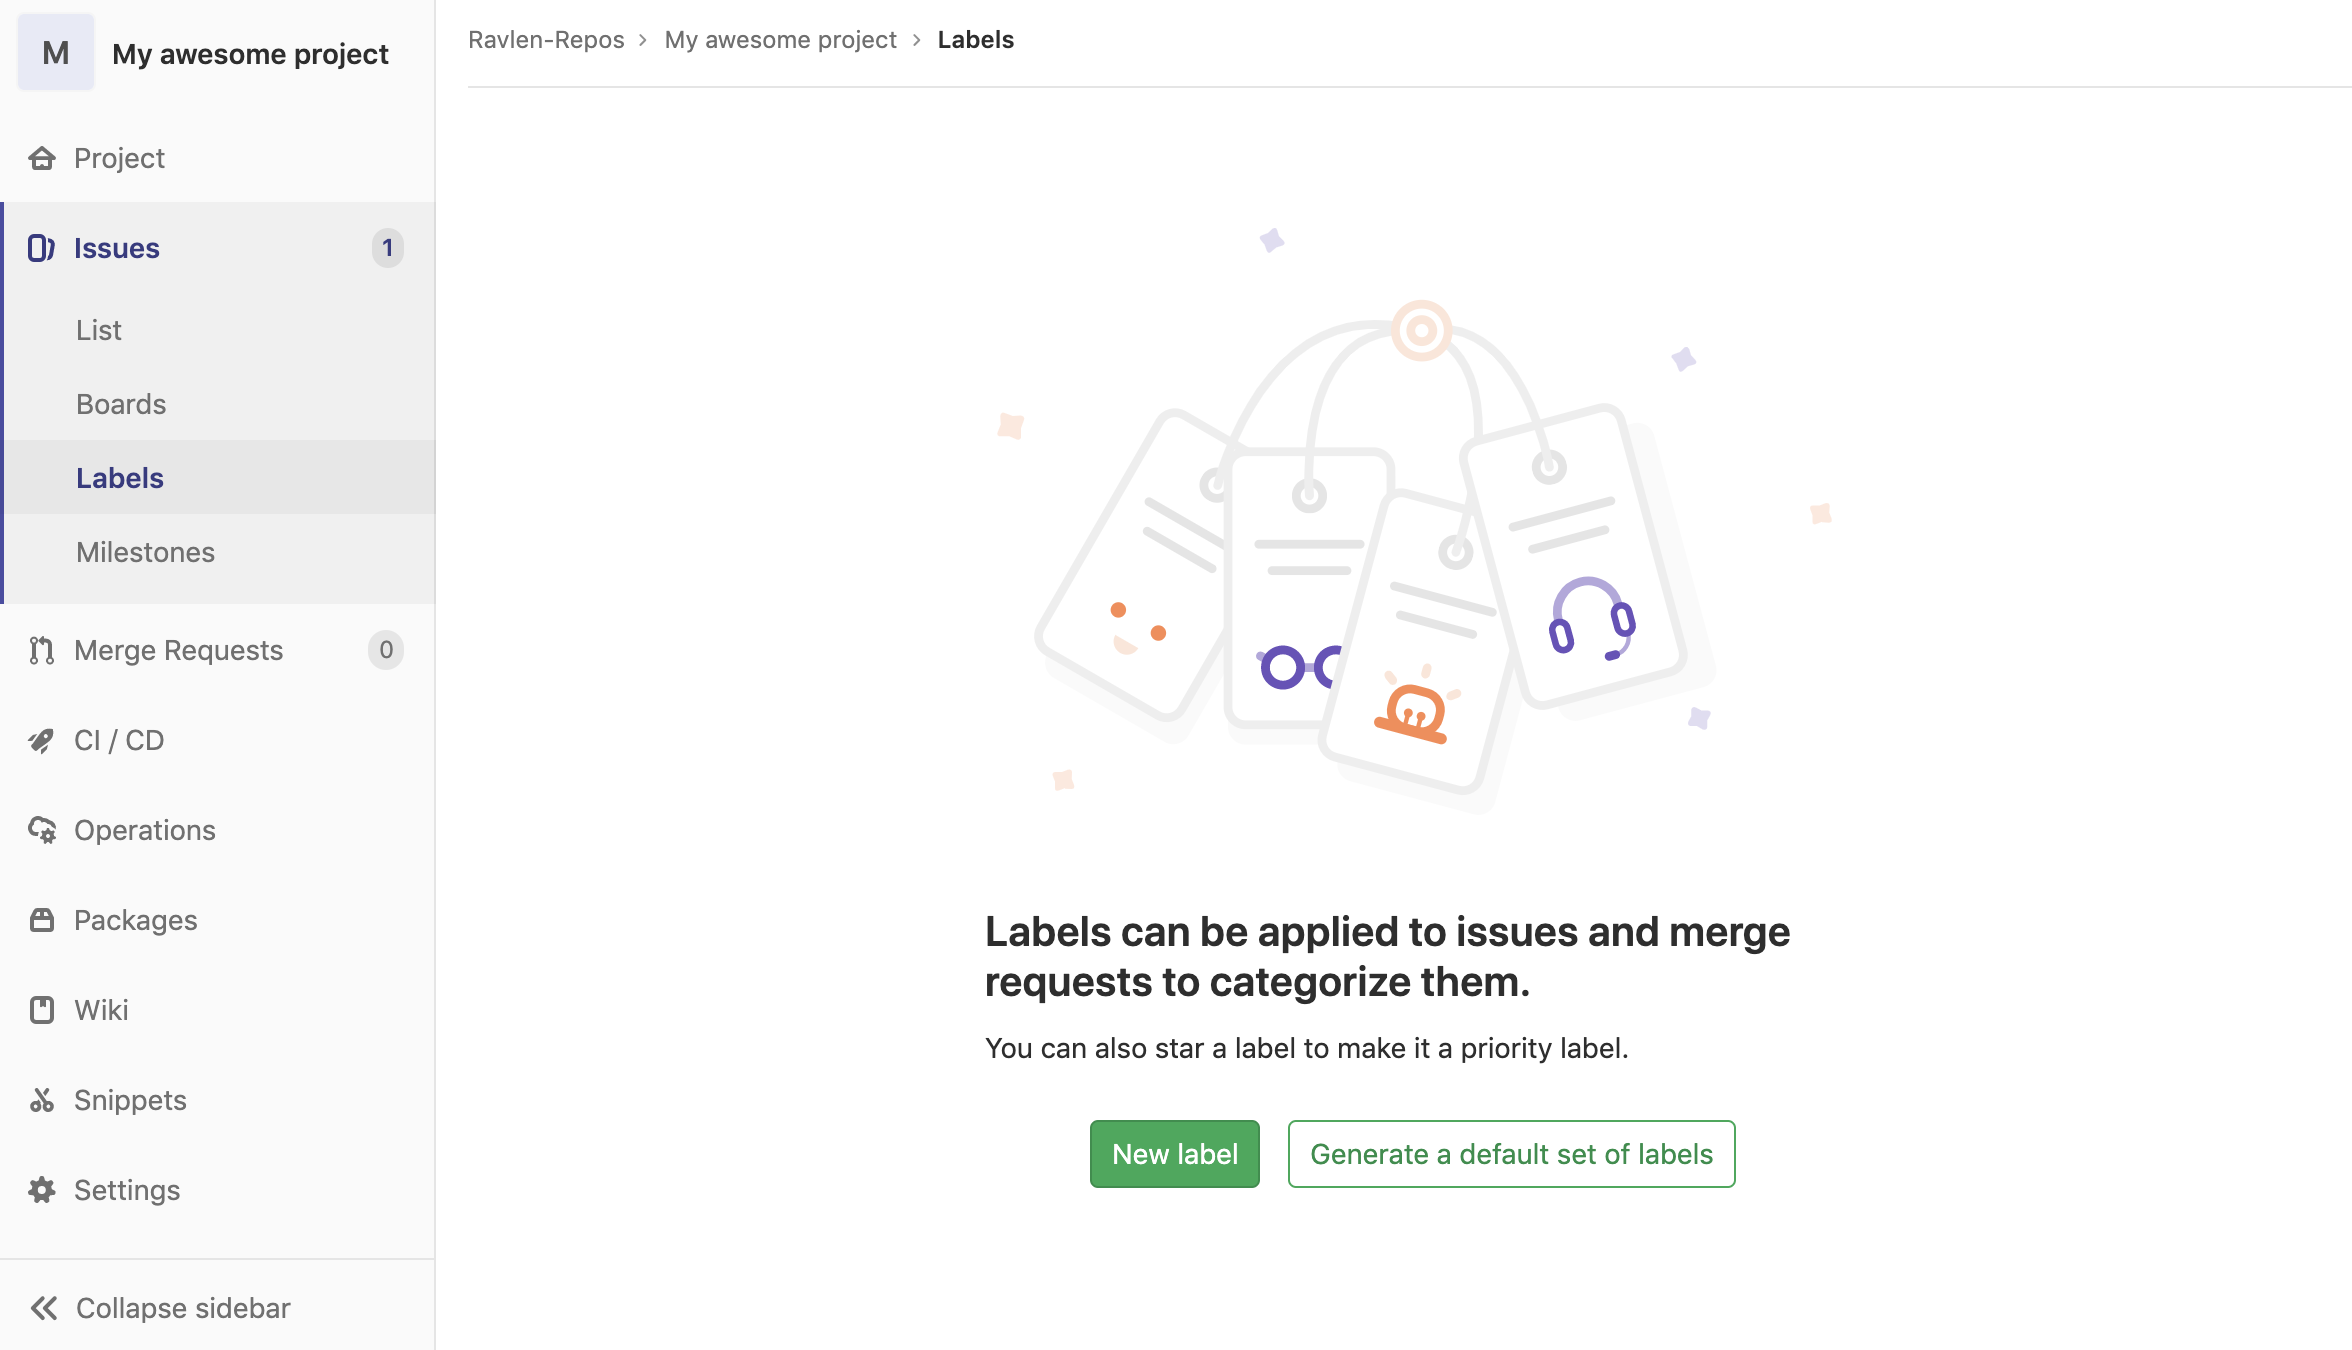 M
My awesome project
Project
Issues 1
List
Boards
Labels
Milestones
Merge Requests 0
CI / CD
Operations
Packages
Wiki
Snippets
Settings
Collapse sidebar
Ravlen-Repos › My awesome project › Labels
Labels can be applied to issues and merge
requests to categorize them.
You can also star a label to make it a priority label.
New label
Generate a default set of labels